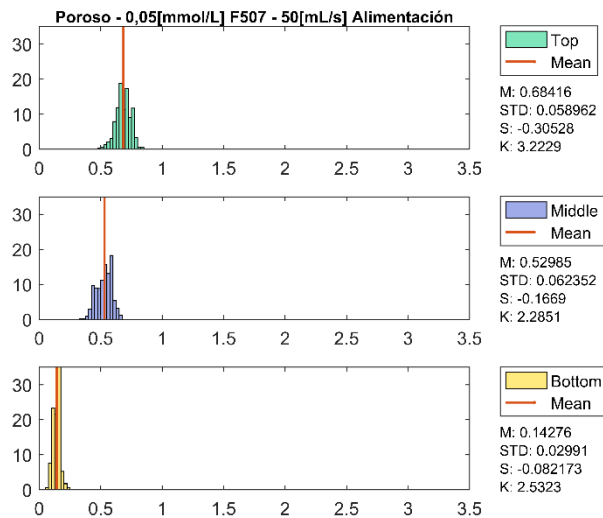 Poroso - 0,05[mmol/L] F507 - 50[mL/s] Alimentación
30
20
10
0
0 0.5 1 1.5 2 2.5 3 3.5
Top
Mean
M: 0.68416
STD: 0.058962
S: -0.30528
K: 3.2229
30
20
10
0
0 0.5 1 1.5 2 2.5 3 3.5
Middle
Mean
M: 0.52985
STD: 0.062352
S: -0.1669
K: 2.2851
30
20
10
0
0 0.5 1 1.5 2 2.5 3 3.5
Bottom
Mean
M: 0.14276
STD: 0.02991
S: -0.082173
K: 2.5323